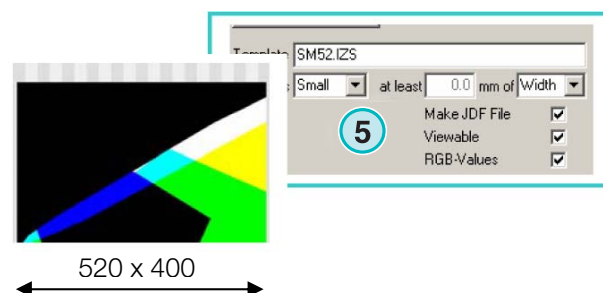 Template SM52.IZS
Small at least 0.0 mm of Width
5
Make JDF File
Viewable
RGB-Values
520 x 400